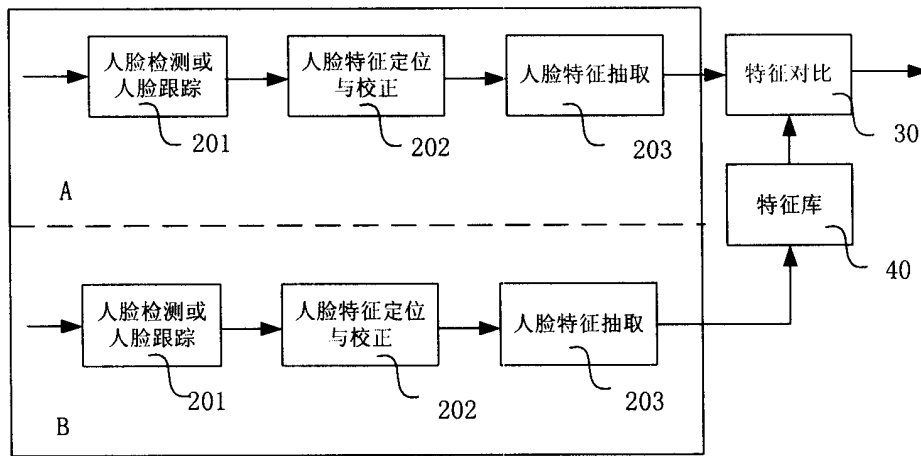 人脸检测或
人脸跟踪
201
人脸特征定位
与校正
202
人脸特征抽取
203
特征对比
30
A
特征库
40
人脸检测或
人脸跟踪
201
人脸特征定位
与校正
202
人脸特征抽取
203
B